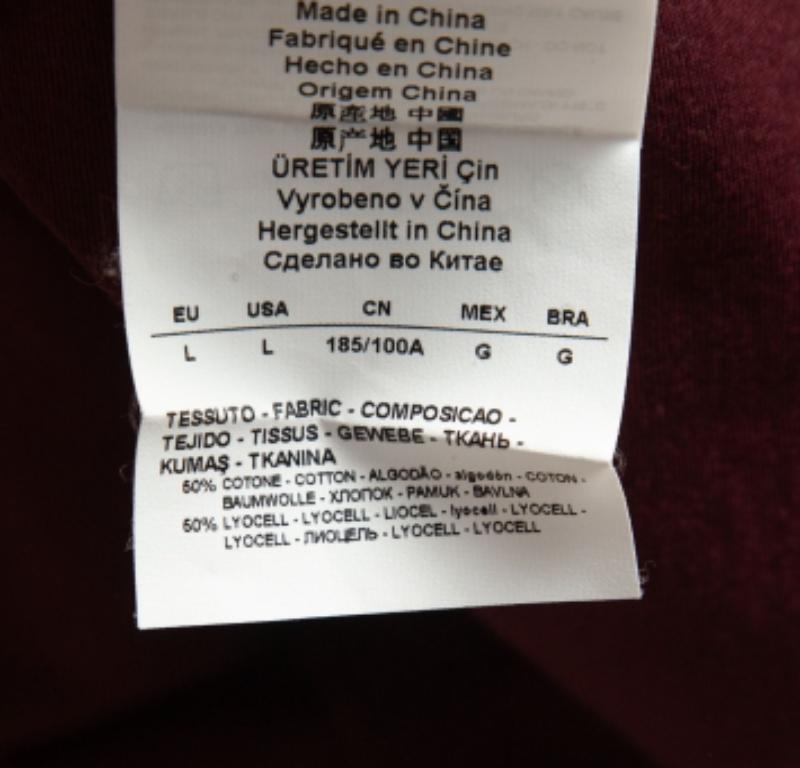 Made in China
Fabriqué en Chine
Hecho en China
Origem China
原産地 中國
原产地 中国
ÜRETİM YERİ Çin
Vyrobeno v Čína
Hergestellt in China
Сделано во Китае
EU USA CN MEX BRA
L L 185/100A G G
TESSUTO - FABRIC - COMPOSICAO -
TEJIDO - TISSUS - GEWEBE - ТКАНЬ -
KUMAŞ - TKANINA
50% COTONE - COTTON - ALGODÃO - algodón - COTON -
BAUMWOLLE - ХЛОПОК - PAMUK - BAVLNA
50% LYOCELL - LYOCELL - LIOCEL - lyocell - LYOCELL -
LYOCELL - ЛИОЦЕЛЬ - LYOCELL - LYOCELL